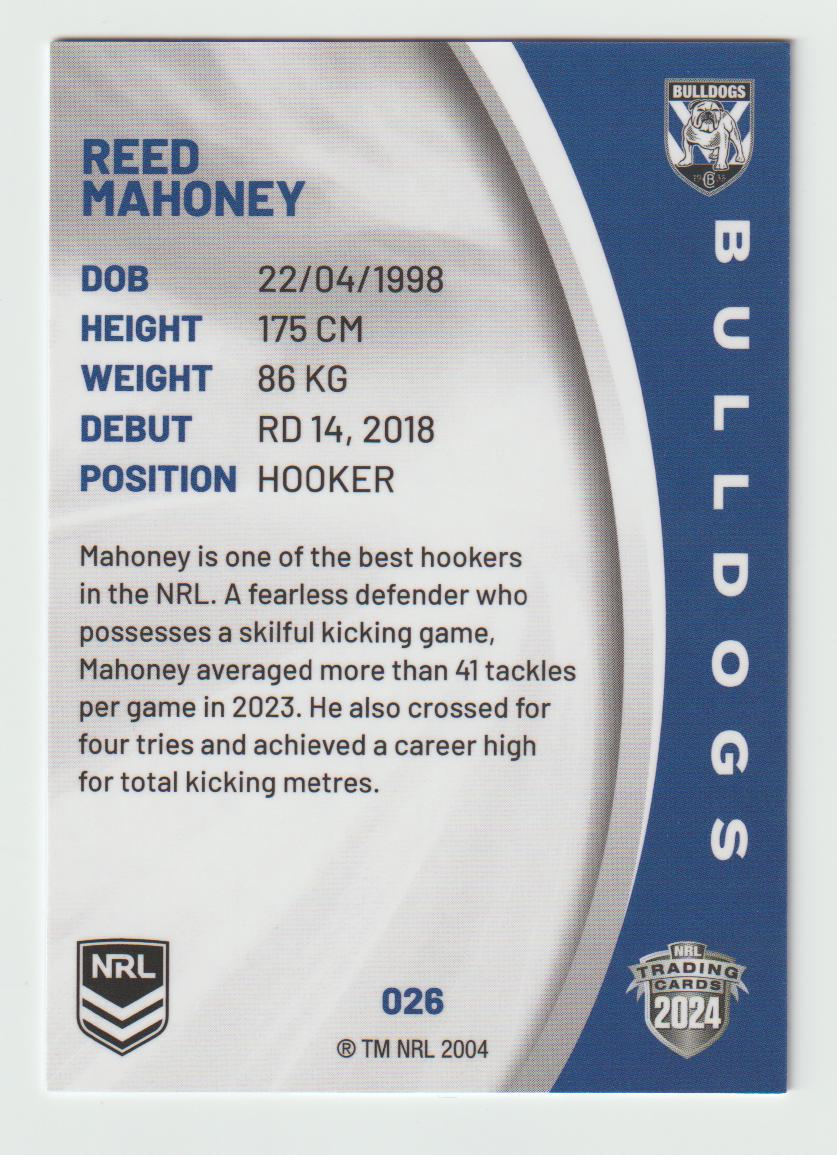 BULLDOGS
19 CB 35
BULLDOGS
REED
MAHONEY
DOB 22/04/1998
HEIGHT 175 CM
WEIGHT 86 KG
DEBUT RD 14, 2018
POSITION HOOKER
Mahoney is one of the best hookers
in the NRL. A fearless defender who
possesses a skilful kicking game,
Mahoney averaged more than 41 tackles
per game in 2023. He also crossed for
four tries and achieved a career high
for total kicking metres.
NRL
026
® TM NRL 2004
NRL
TRADING
CARDS
2024